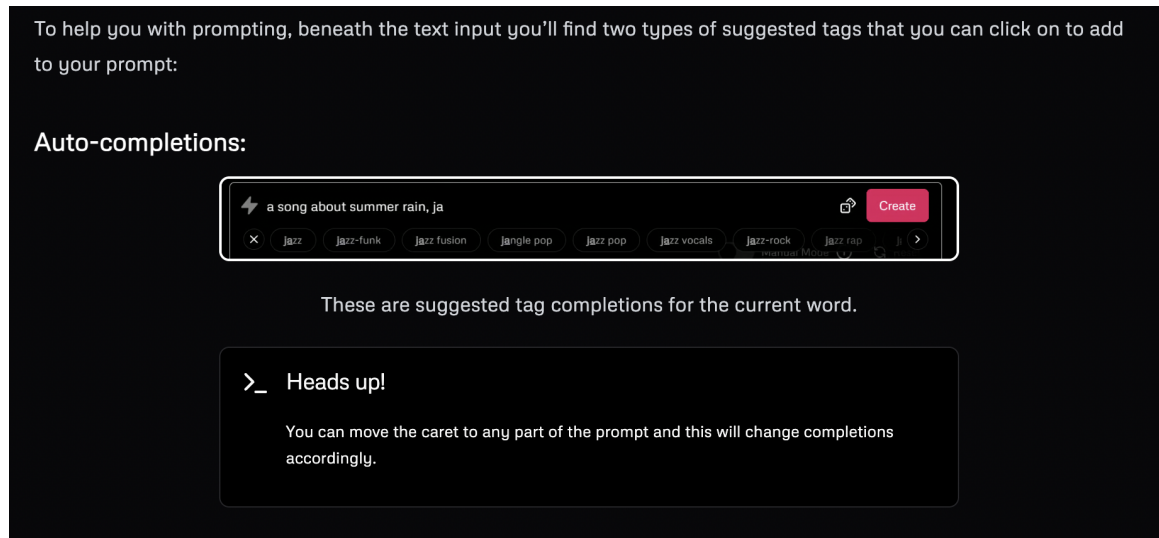 To help you with prompting, beneath the text input you’ll find two types of suggested tags that you can click on to add
to your prompt:
Auto-completions:
a song about summer rain, ja
Create
jazz jazz-funk jazz fusion jangle pop jazz pop jazz vocals jazz-rock jazz rap
Manual Mode
These are suggested tag completions for the current word.
Heads up!
You can move the caret to any part of the prompt and this will change completions
accordingly.